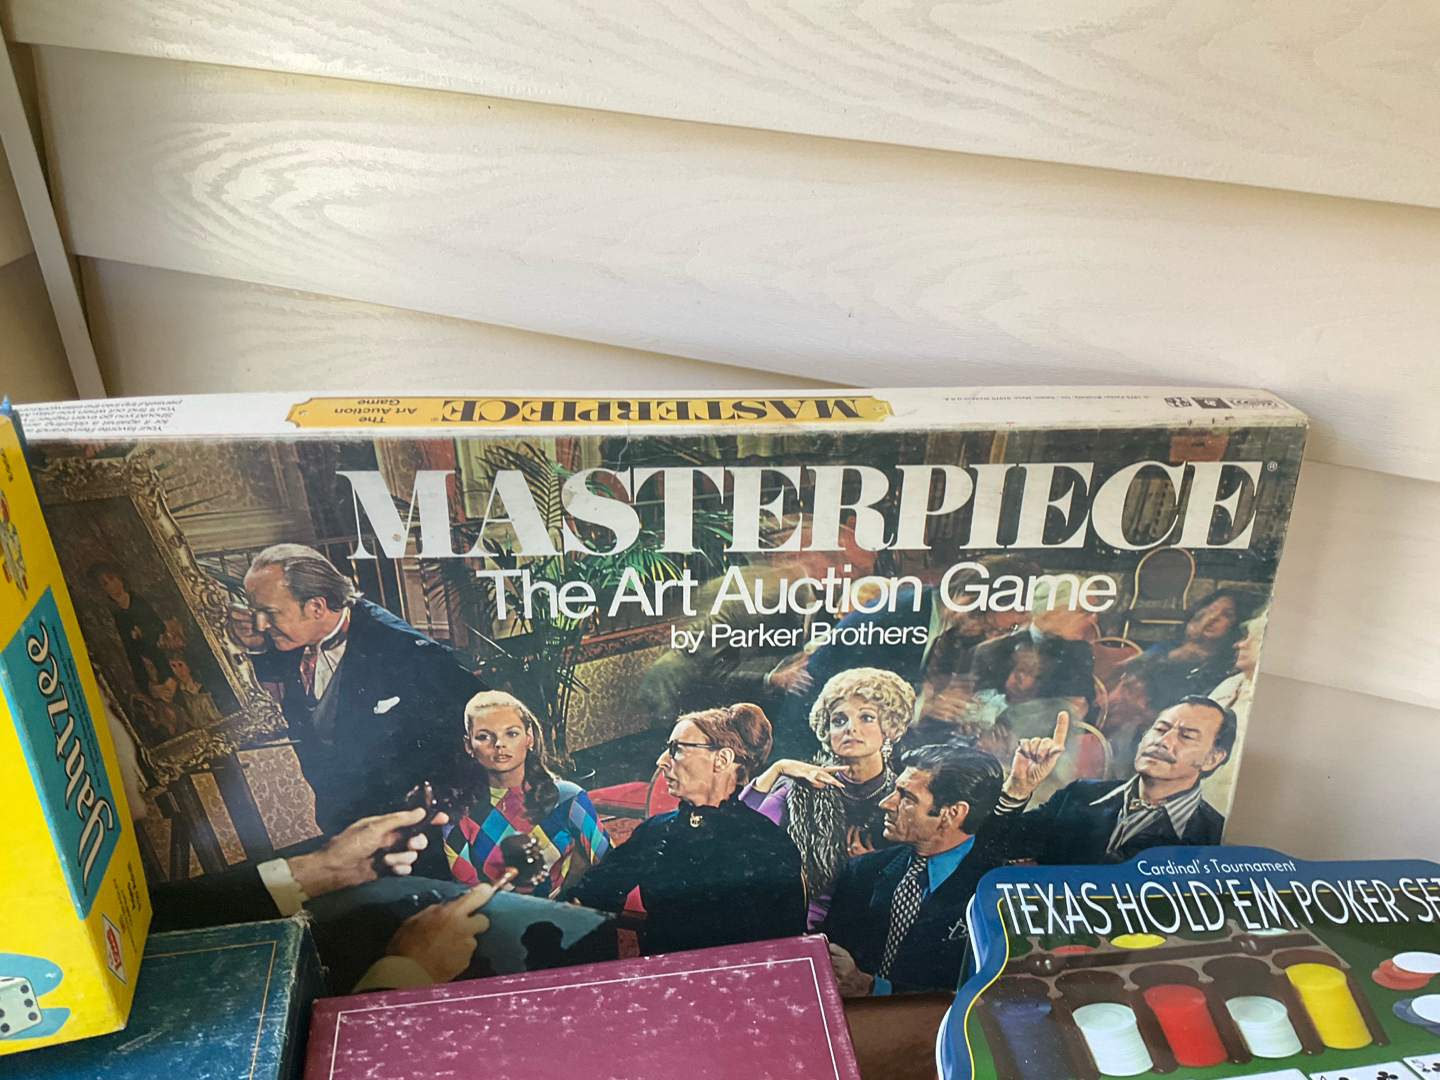 MASTERPIECE
The
Art Auction
Game
MASTERPIECE®
The Art Auction Game
by Parker Brothers
Yahtzee
Cardinal's Tournament
TEXAS HOLD'EM POKER SE